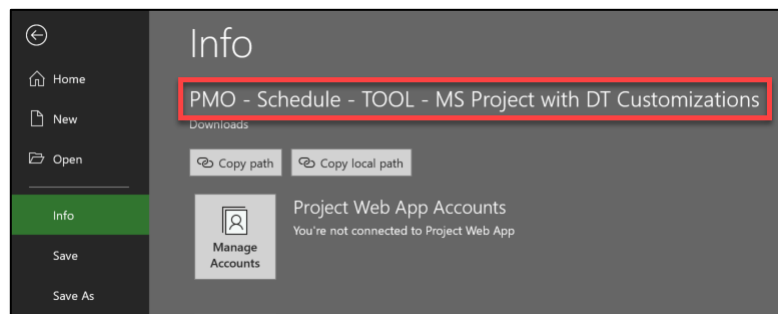 Info
PMO - Schedule - TOOL - MS Project with DT Customizations
Downloads
Copy path
Copy local path
Home
New
Open
Info
Save
Save As
Manage
Accounts
Project Web App Accounts
You're not connected to Project Web App